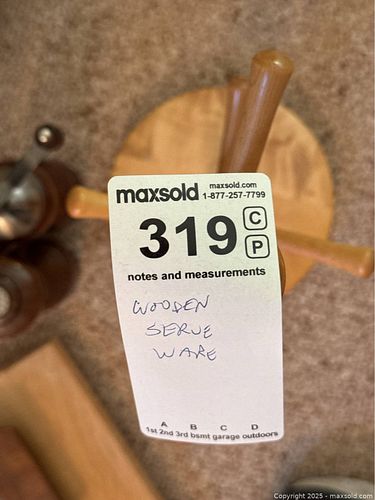 maxsold maxsold.com
1-877-257-7799
319 C
P
notes and measurements
WOODEN
SERVE
WARE
A B C D
1st 2nd 3rd bsmt garage outdoors
Copyright 2025 - maxsold.com